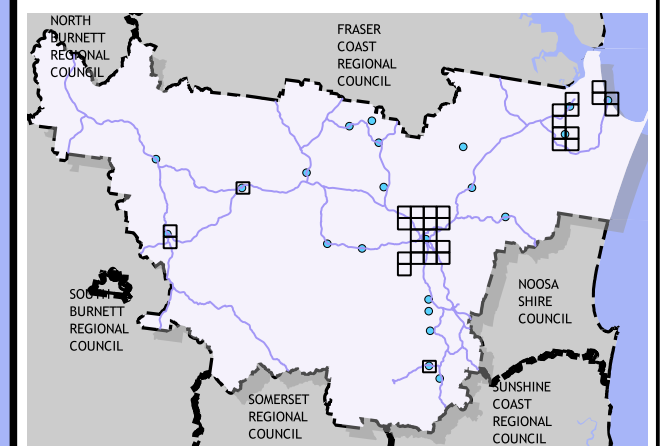 NORTH
BURNETT
REGIONAL
COUNCIL
FRASER
COAST
REGIONAL
COUNCIL
SOUTH
BURNETT
REGIONAL
COUNCIL
NOOSA
SHIRE
COUNCIL
SOMERSET
REGIONAL
COUNCIL
SUNSHINE
COAST
REGIONAL
COUNCIL